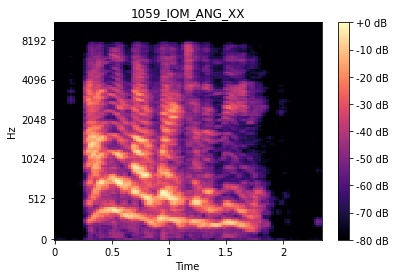 1059_IOM_ANG_XX
+0 dB
8192
-10 dB
4096
-20 dB
-30 dB
2048
Hz
-40 dB
1024
-50 dB
512
-60 dB
-70 dB
0
-80 dB
0 0.5 1 1.5 2
Time